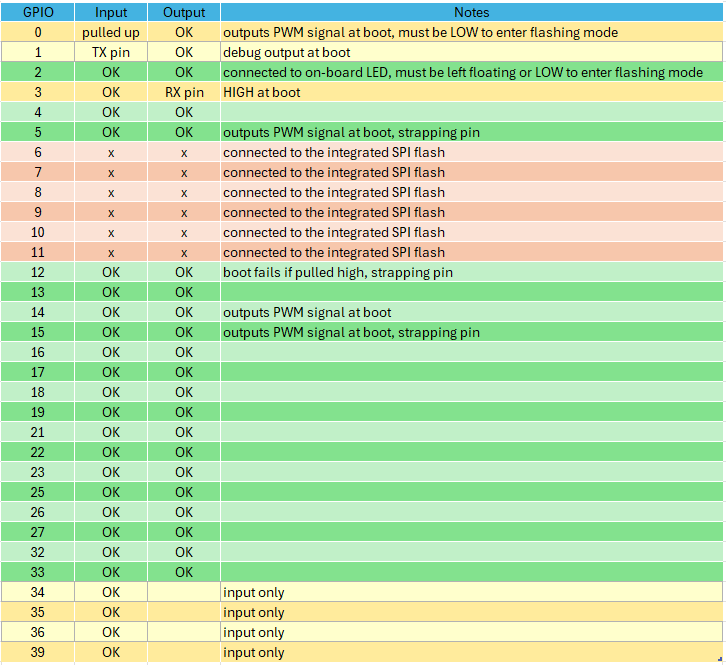 GPIO Input Output Notes
0 pulled up OK outputs PWM signal at boot, must be LOW to enter flashing mode
1 TX pin OK debug output at boot
2 OK OK connected to on-board LED, must be left floating or LOW to enter flashing mode
3 OK RX pin HIGH at boot
4 OK OK
5 OK OK outputs PWM signal at boot, strapping pin
6 x x connected to the integrated SPI flash
7 x x connected to the integrated SPI flash
8 x x connected to the integrated SPI flash
9 x x connected to the integrated SPI flash
10 x x connected to the integrated SPI flash
11 x x connected to the integrated SPI flash
12 OK OK boot fails if pulled high, strapping pin
13 OK OK
14 OK OK outputs PWM signal at boot
15 OK OK outputs PWM signal at boot, strapping pin
16 OK OK
17 OK OK
18 OK OK
19 OK OK
21 OK OK
22 OK OK
23 OK OK
25 OK OK
26 OK OK
27 OK OK
32 OK OK
33 OK OK
34 OK input only
35 OK input only
36 OK input only
39 OK input only